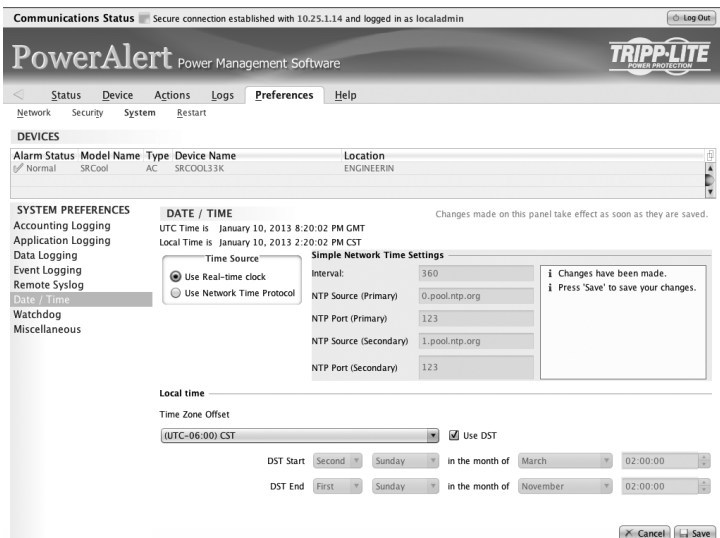 Communications Status Secure connection established with 10.25.1.14 and logged in as localadmin Log Out
PowerAlert Power Management Software
TRIPP·LITE
POWER PROTECTION
Status Device Actions Logs Preferences Help
Network Security System Restart
DEVICES
Alarm Status Model Name Type Device Name Location
Normal SRCool AC SRCOOL33K ENGINEERIN
SYSTEM PREFERENCES
Accounting Logging
Application Logging
Data Logging
Event Logging
Remote Syslog
Date / Time
Watchdog
Miscellaneous
DATE / TIME
Changes made on this panel take effect as soon as they are saved.
UTC Time is January 10, 2013 8:20:02 PM GMT
Local Time is January 10, 2013 2:20:02 PM CST
Time Source
Use Real-time clock
Use Network Time Protocol
Simple Network Time Settings
Interval: 360
NTP Source (Primary) 0.pool.ntp.org
NTP Port (Primary) 123
NTP Source (Secondary) 1.pool.ntp.org
NTP Port (Secondary) 123
i Changes have been made.
i Press 'Save' to save your changes.
Local time
Time Zone Offset
(UTC-06:00) CST Use DST
DST Start Second Sunday in the month of March 02:00:00
DST End First Sunday in the month of November 02:00:00
Cancel Save